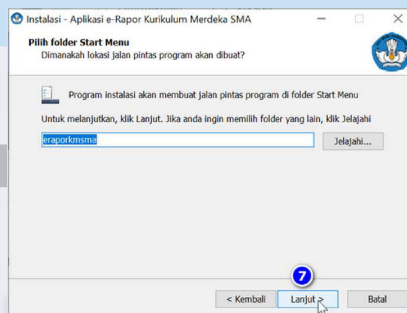 Instalasi - Aplikasi e-Rapor Kurikulum Merdeka SMA
Pilih folder Start Menu
Dimanakah lokasi jalan pintas program akan dibuat?
Program instalasi akan membuat jalan pintas program di folder Start Menu
Untuk melanjutkan, klik Lanjut. Jika anda ingin memilih folder yang lain, klik Jelajahi
eraporkmsma
Jelajahi...
7
< Kembali
Lanjut >
Batal